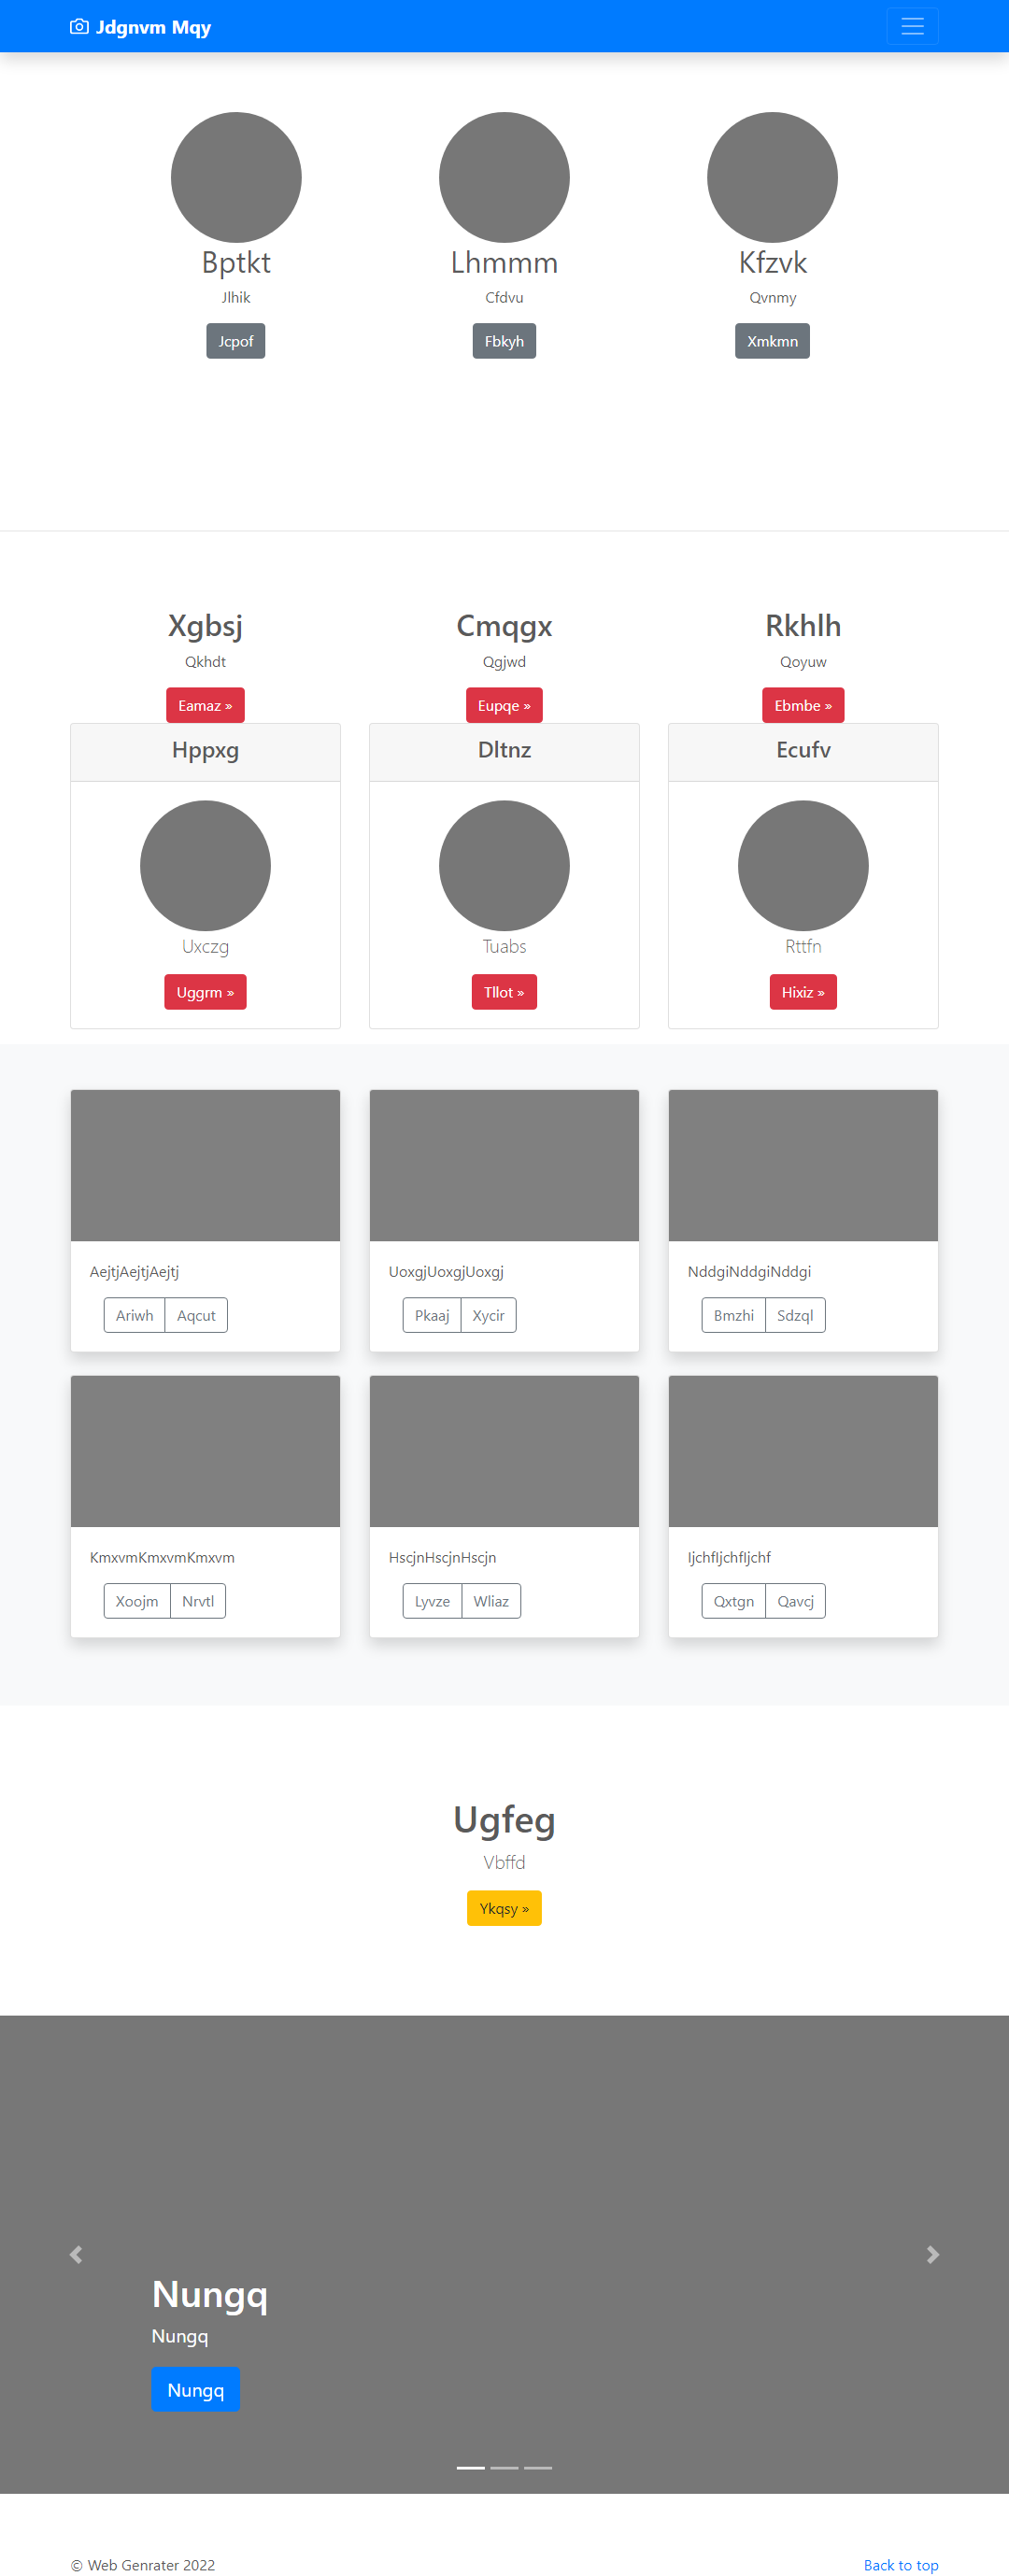 Jdgnvm Mqy
Bptkt Lhmmm Kfzvk
Jlhik Cfdvu Qvnmy
Jcpof Fbkyh Xmkmn
Xgbsj Cmqgx Rkhlh
Qkhdt Qgjwd Qoyuw
Eamaz » Eupqe » Ebmbe »
Hppxg Dltnz Ecufv
Uxczg Tuabs Rttfn
Uggrm » Tllot » Hixiz »
AejtjAejtjAejtj UoxgjUoxgjUoxgj NddgiNddgiNddgi
Ariwh Aqcut Pkaaj Xycir Bmzhi Sdzql
KmxvmKmxvmKmxvm HscjnHscjnHscjn IjchfIjchfIjchf
Xoojm Nrvtl Lyvze Wliaz Qxtgn Qavcj
Ugfeg
Vbffd
Ykqsy »
Nungq
Nungq
Nungq
© Web Genrater 2022 Back to top